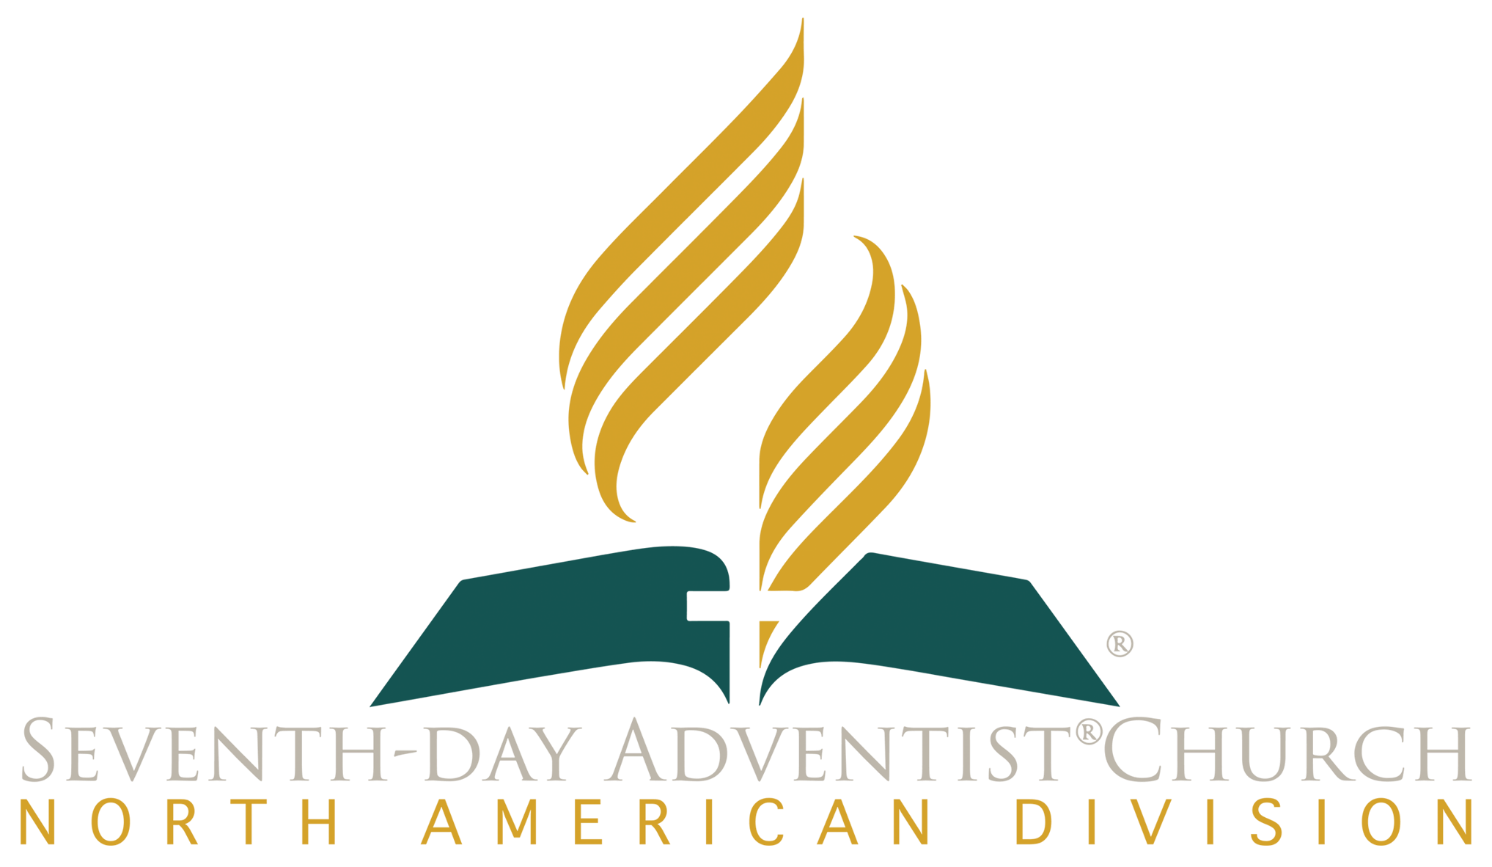 ®
SEVENTH-DAY ADVENTIST® CHURCH
NORTH AMERICAN DIVISION